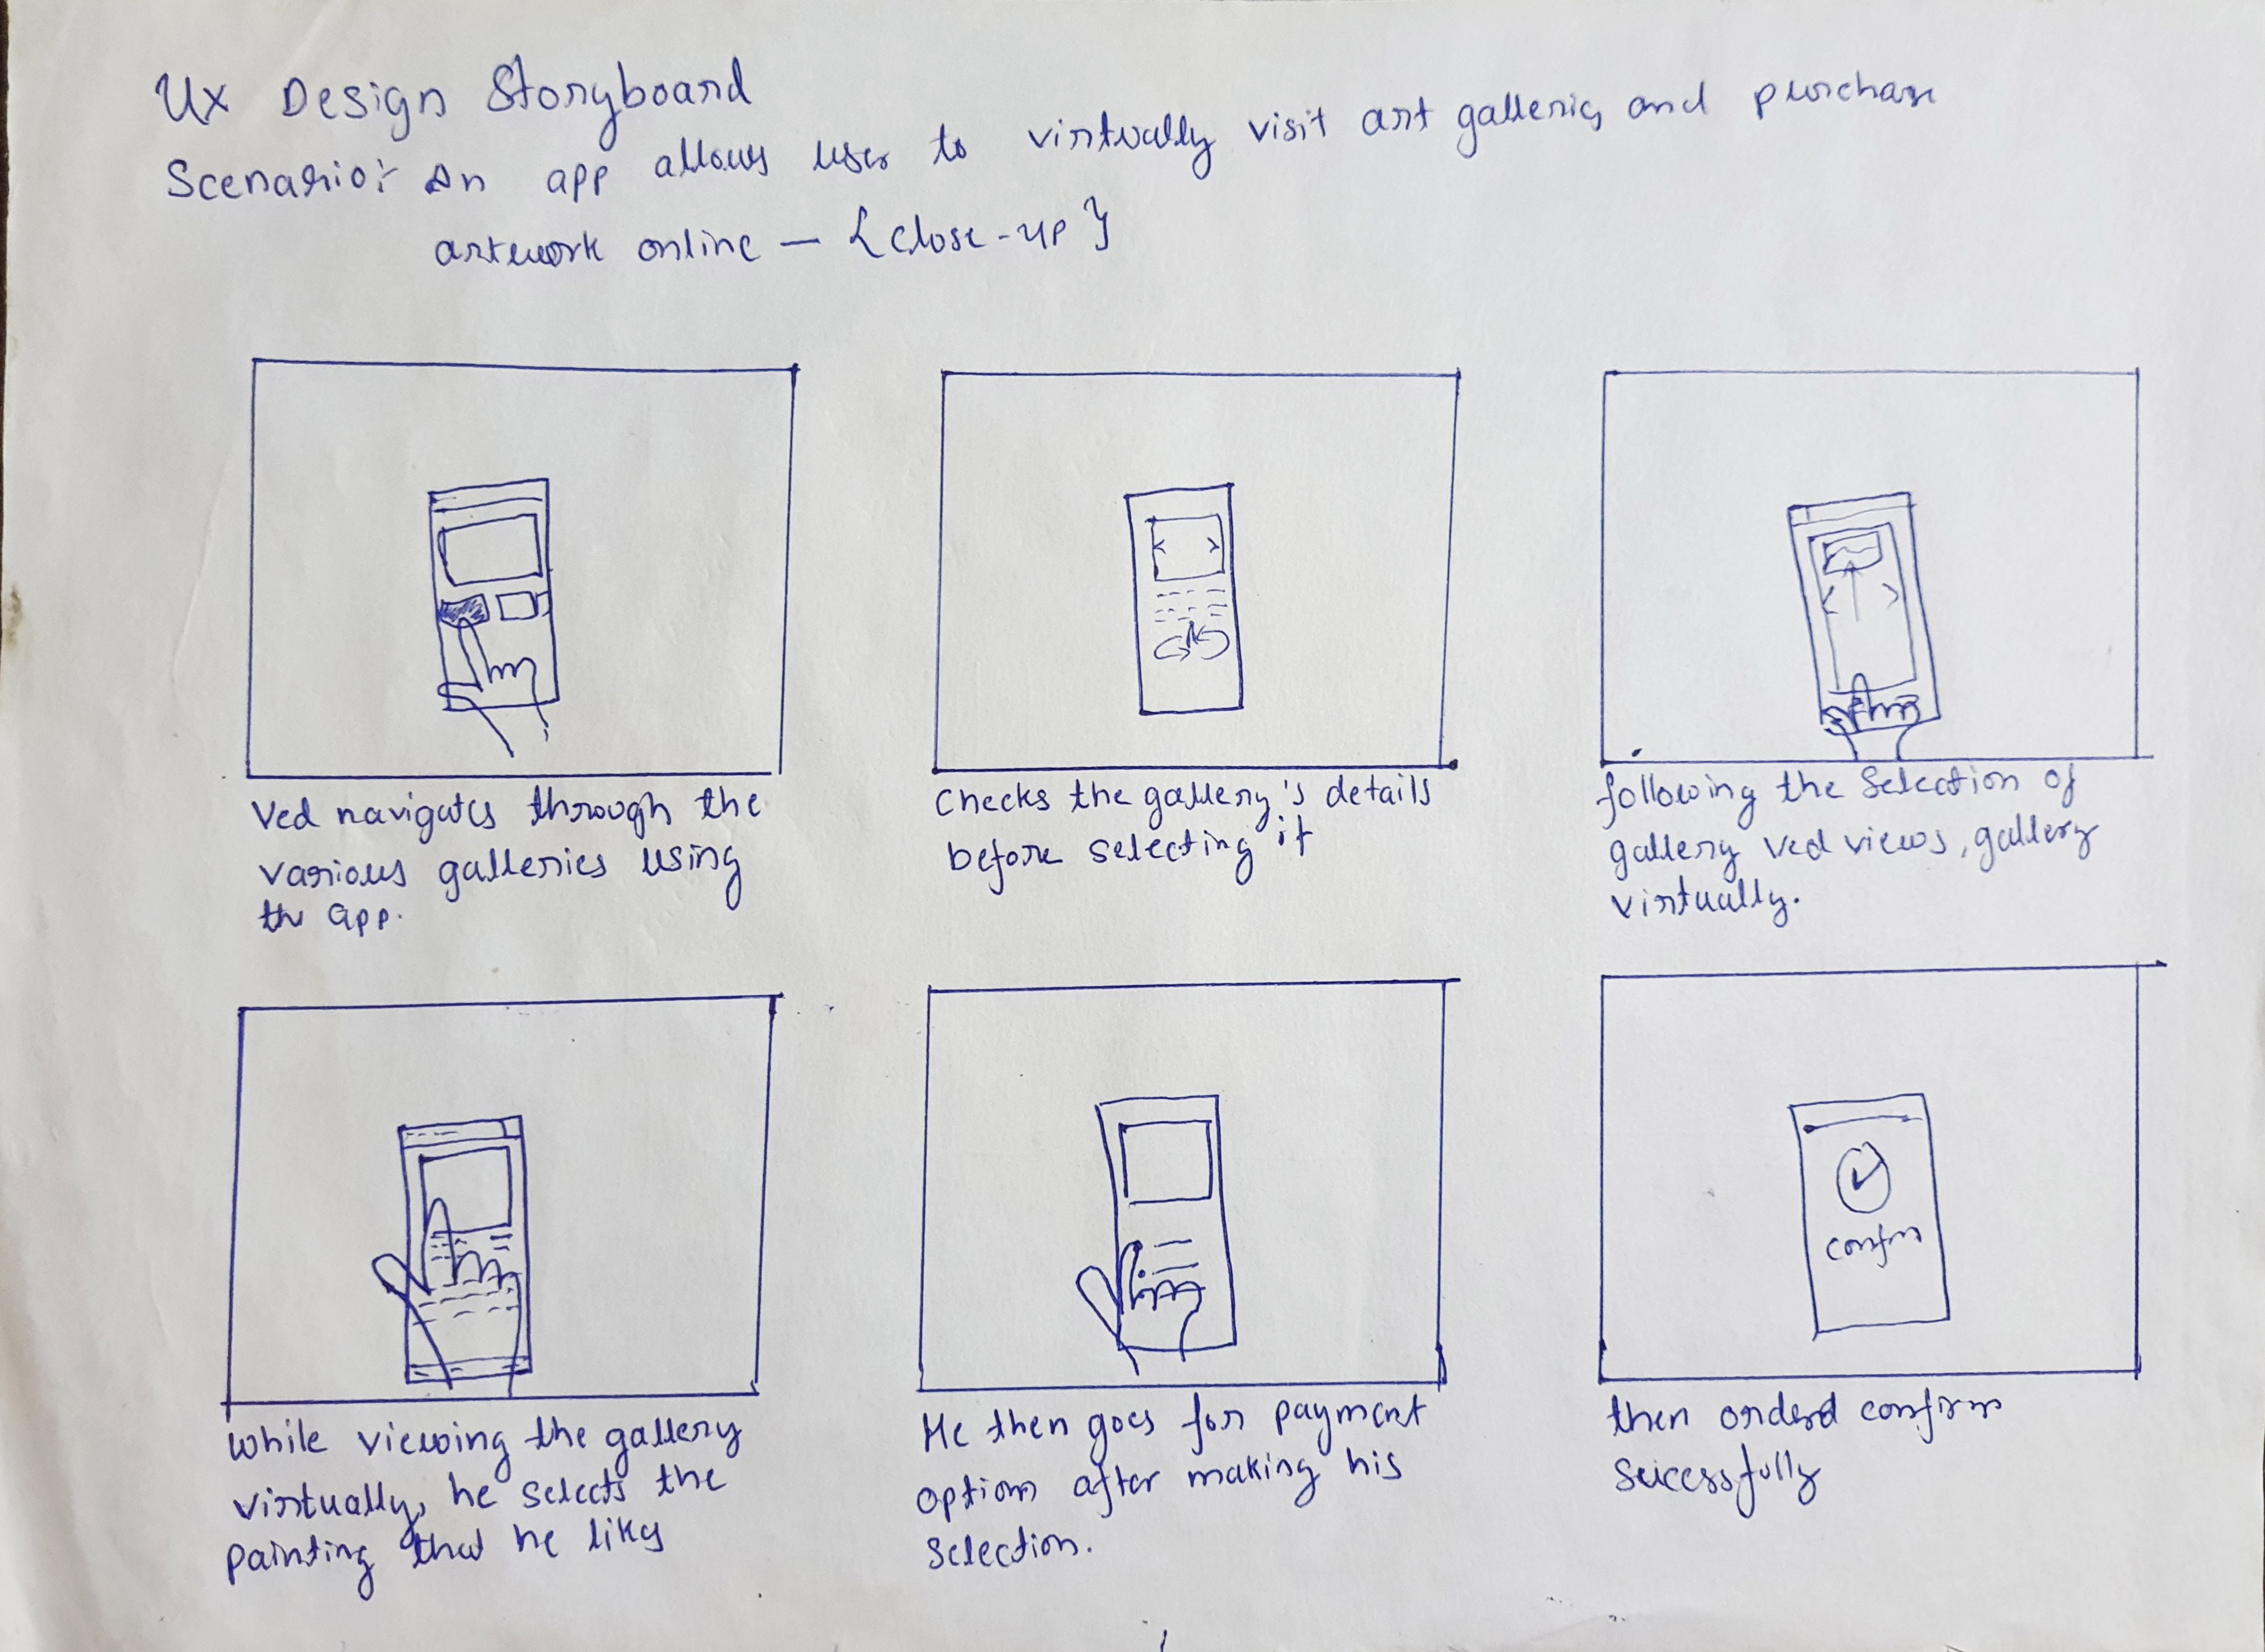 Ux Design Storyboard
Scenario:- An app allows user to virtually visit art galleries and purchase
artwork online — {close-up}
Ved navigates through the
various galleries using
the app.
Checks the gallery's details
before selecting it
following the selection of
gallery ved views, gallery
virtually.
while viewing the gallery
virtually, he selects the
painting that he likes
He then goes for payment
options after making his
selection.
confirm
then orderd confirm
successfully